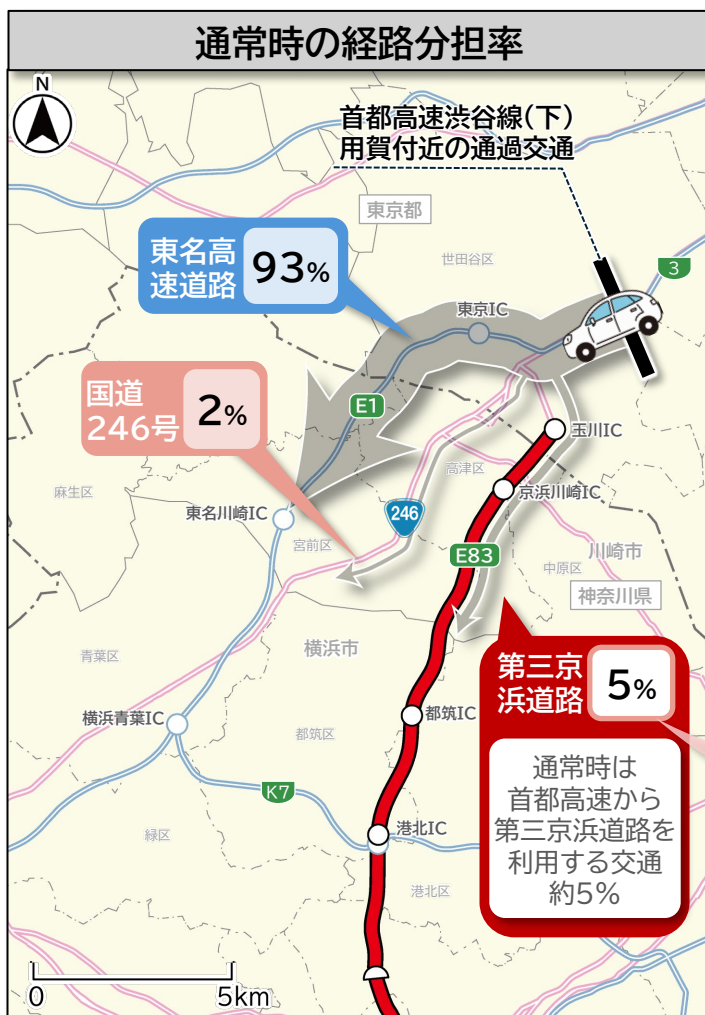 通常時の経路分担率
N
首都高速渋谷線(下)
用賀付近の通過交通
東京都
東名高
速道路
93%
世田谷区
3
東京IC
国道
246号
2%
E1
玉川IC
高津区
京浜川崎IC
麻生区
東名川崎IC
246
宮前区
E83
川崎市
中原区
神奈川県
横浜市
青葉区
第三京
浜道路
5%
都筑IC
横浜青葉IC
都筑区
通常時は
首都高速から
第三京浜道路を
利用する交通
約5%
K7
港北IC
緑区
港北区
0
5km